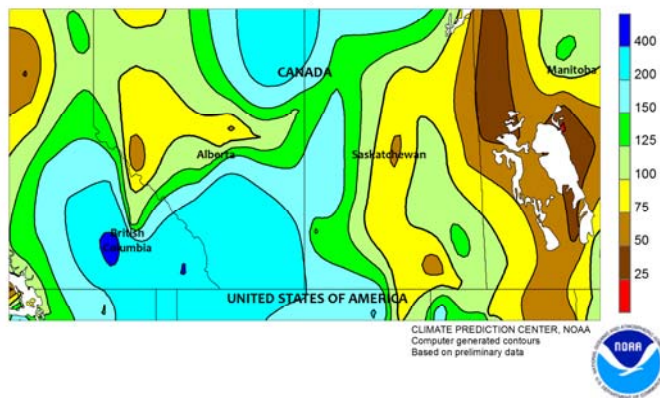 CANADA
Manitoba
Alberta
Saskatchewan
British
Columbia
UNITED STATES OF AMERICA
400
200
150
125
100
75
50
25
CLIMATE PREDICTION CENTER, NOAA
Computer generated contours
Based on preliminary data
NOAA